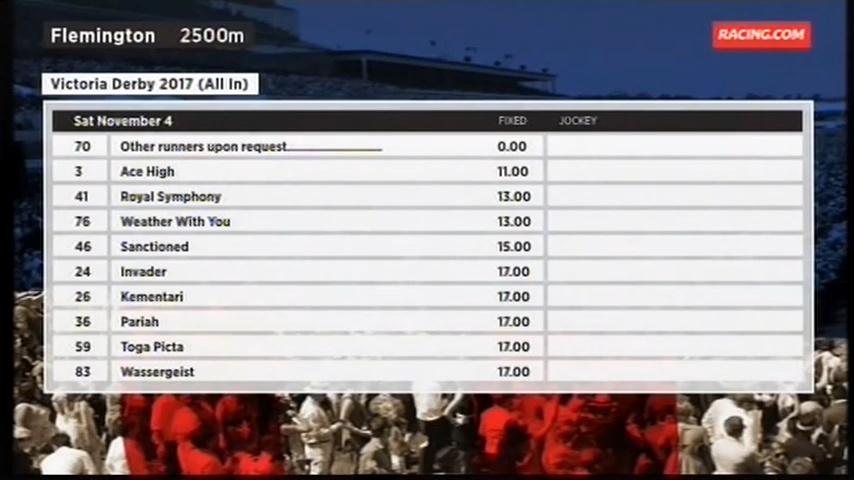 Flemington 2500m
RACING.COM
Victoria Derby 2017 (All In)
Sat November 4 FIXED JOCKEY
70 Other runners upon request 0.00
3 Ace High 11.00
41 Royal Symphony 13.00
76 Weather With You 13.00
46 Sanctioned 15.00
24 Invader 17.00
26 Kementari 17.00
36 Pariah 17.00
59 Toga Picta 17.00
83 Wassergeist 17.00